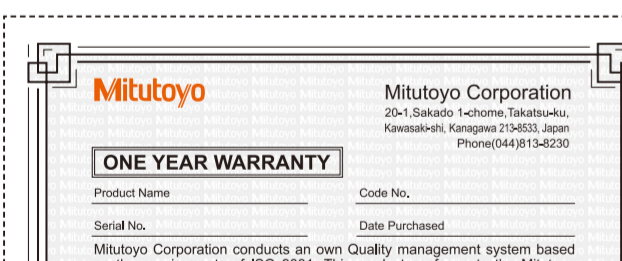 Mitutoyo
Mitutoyo Corporation
20-1,Sakado 1-chome,Takatsu-ku,
Kawasaki-shi, Kanagawa 213-8533, Japan
Phone(044)813-8230
ONE YEAR WARRANTY
Product Name
Code No.
Serial No.
Date Purchased
Mitutoyo Corporation conducts an own Quality management system based